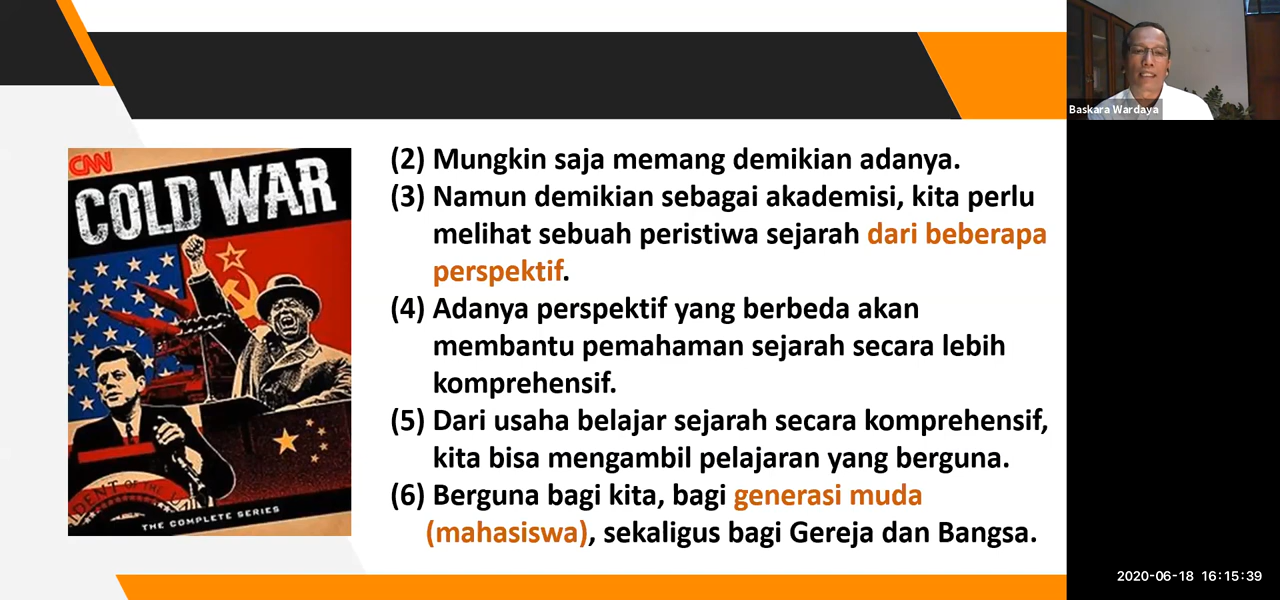 CNN
COLD WAR
THE COMPLETE SERIES
(2) Mungkin saja memang demikian adanya.
(3) Namun demikian sebagai akademisi, kita perlu
melihat sebuah peristiwa sejarah dari beberapa
perspektif.
(4) Adanya perspektif yang berbeda akan
membantu pemahaman sejarah secara lebih
komprehensif.
(5) Dari usaha belajar sejarah secara komprehensif,
kita bisa mengambil pelajaran yang berguna.
(6) Berguna bagi kita, bagi generasi muda
(mahasiswa), sekaligus bagi Gereja dan Bangsa.
Baskara Wardaya
2020-06-18 16:15:39